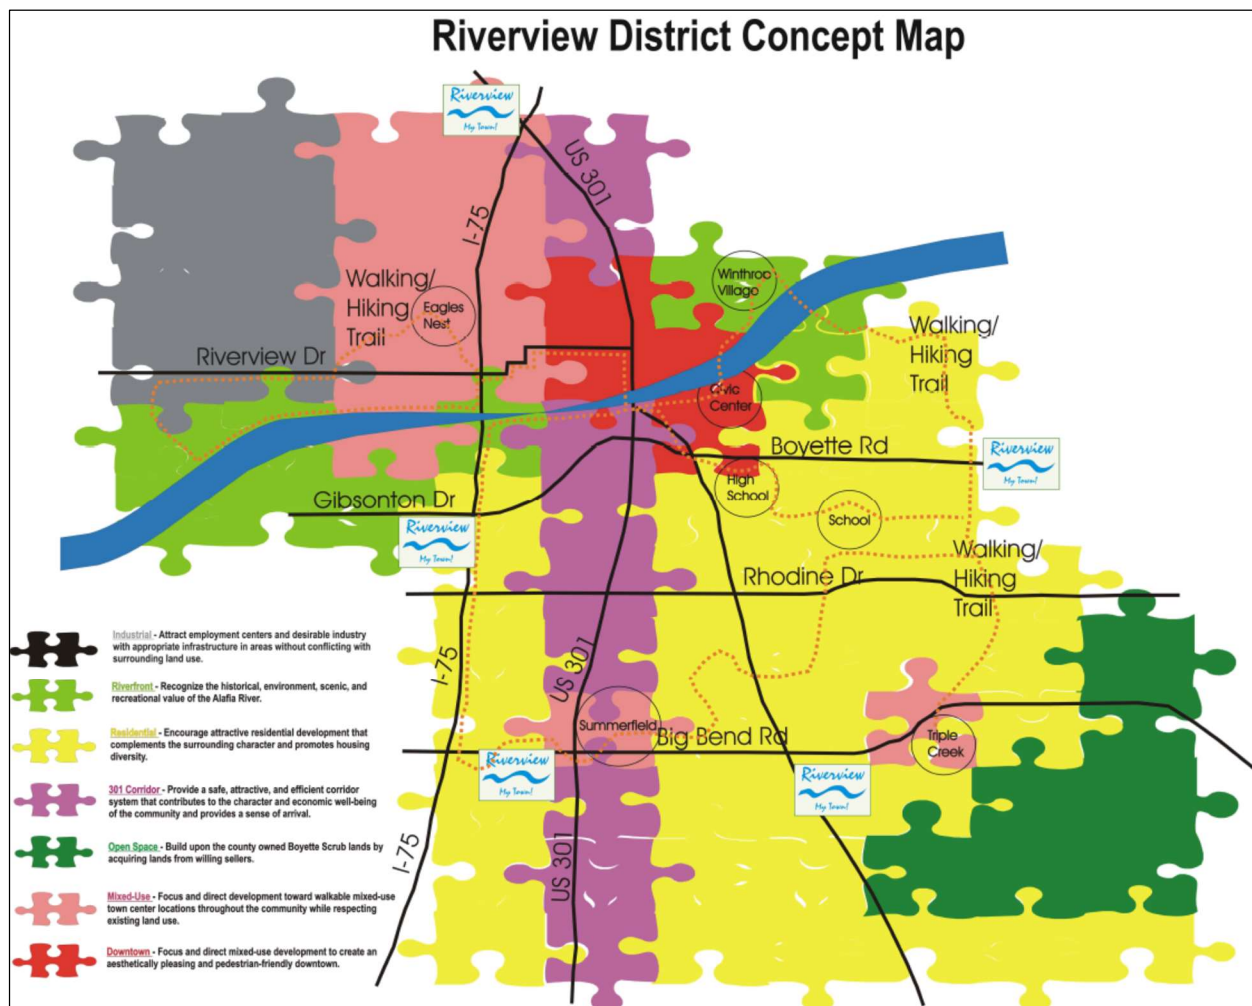 Riverview District Concept Map
Riverview
My Town!
US 301
I-75
Walking/
Hiking
Trail
Eagles
Nest
Winthrop
Village
Walking/
Hiking
Trail
Riverview Dr
Civic
Center
Boyette Rd
Riverview
My Town!
High
School
Gibsonton Dr
School
Riverview
My Town!
Walking/
Hiking
Trail
Rhodine Dr
I-75
US 301
Summerfield
Big Bend Rd
Triple
Creek
Riverview
My Town!
Riverview
My Town!
I-75
US 301
Industrial - Attract employment centers and desirable industry
with appropriate infrastructure in areas without conflicting with
surrounding land use.
Riverfront - Recognize the historical, environment, scenic, and
recreational value of the Alafia River.
Residential - Encourage attractive residential development that
complements the surrounding character and promotes housing
diversity.
301 Corridor - Provide a safe, attractive, and efficient corridor
system that contributes to the character and economic well-being
of the community and provides a sense of arrival.
Open Space - Build upon the county owned Boyette Scrub lands by
acquiring lands from willing sellers.
Mixed-Use - Focus and direct development toward walkable mixed-use
town center locations throughout the community while respecting
existing land use.
Downtown - Focus and direct mixed-use development to create an
aesthetically pleasing and pedestrian-friendly downtown.